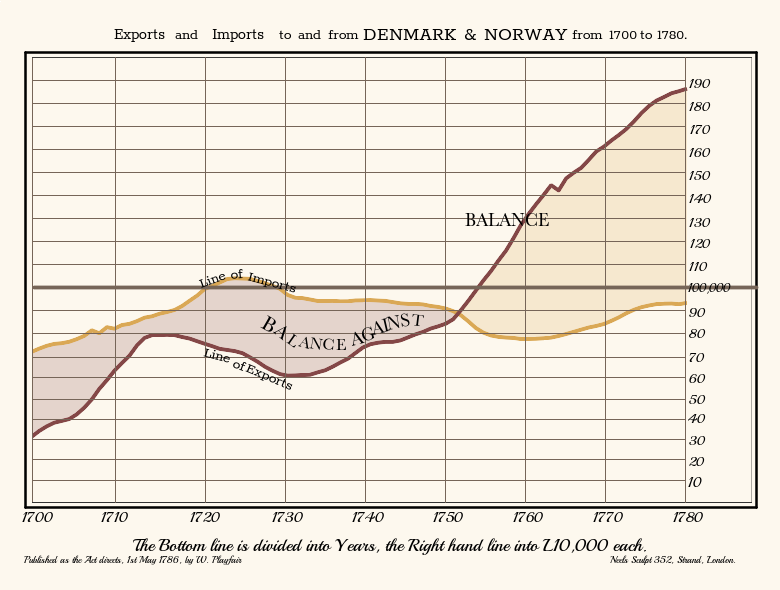 Exports and Imports to and from DENMARK & NORWAY from 1700 to 1780.
190
180
170
160
150
140
BALANCE
130
120
110
Line of Imports
100,000
90
BALANCE AGAINST
80
Line of Exports
70
60
50
40
30
20
10
1700 1710 1720 1730 1740 1750 1760 1770 1780
The Bottom line is divided into Years, the Right hand line into L10,000 each.
Published as the Act directs, 1st May 1786, by W. Playfair
Neels Sculpt 352, Strand, London.